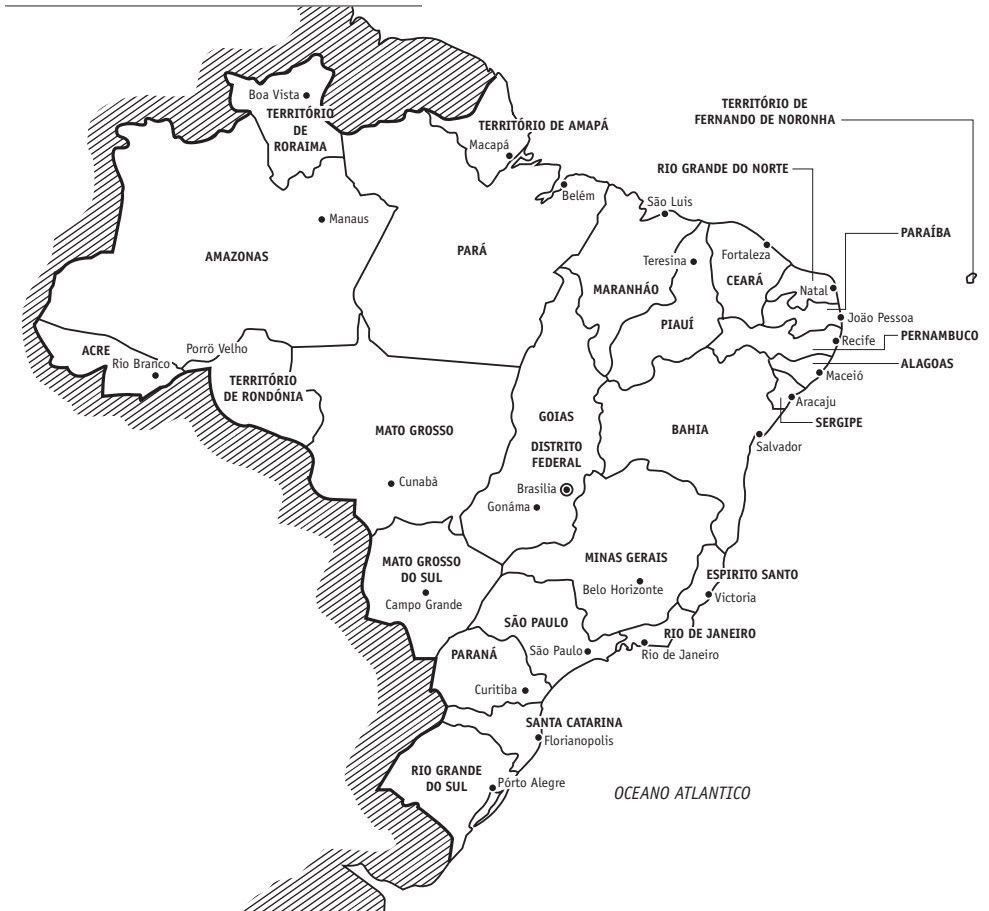 Boa Vista
TERRITÓRIO
DE
RORAIMA
TERRITÓRIO DE
FERNANDO DE NORONHA
TERRITÓRIO DE AMAPÁ
Macapá
RIO GRANDE DO NORTE
Belém
São Luis
Manaus
PARAÍBA
AMAZONAS
PARÁ
Teresina
Fortaleza
CEARÁ
MARANHÁO
Natal
João Pessoa
PIAUÍ
PERNAMBUCO
Recife
ACRE
Porrö Velho
Rio Branco
ALAGOAS
Maceió
TERRITÓRIO
DE RONDÓNIA
Aracaju
SERGIPE
GOIAS
MATO GROSSO
BAHIA
Salvador
DISTRITO
FEDERAL
Cunabà
Brasilia
Gonáma
MINAS GERAIS
MATO GROSSO
DO SUL
ESPIRITO SANTO
Belo Horizonte
Victoria
Campo Grande
SÃO PAULO
RIO DE JANEIRO
PARANÁ
São Paulo
Rio de Janeiro
Curitiba
SANTA CATARINA
Florianopolis
RIO GRANDE
DO SUL
Pórto Alegre
OCEANO ATLANTICO